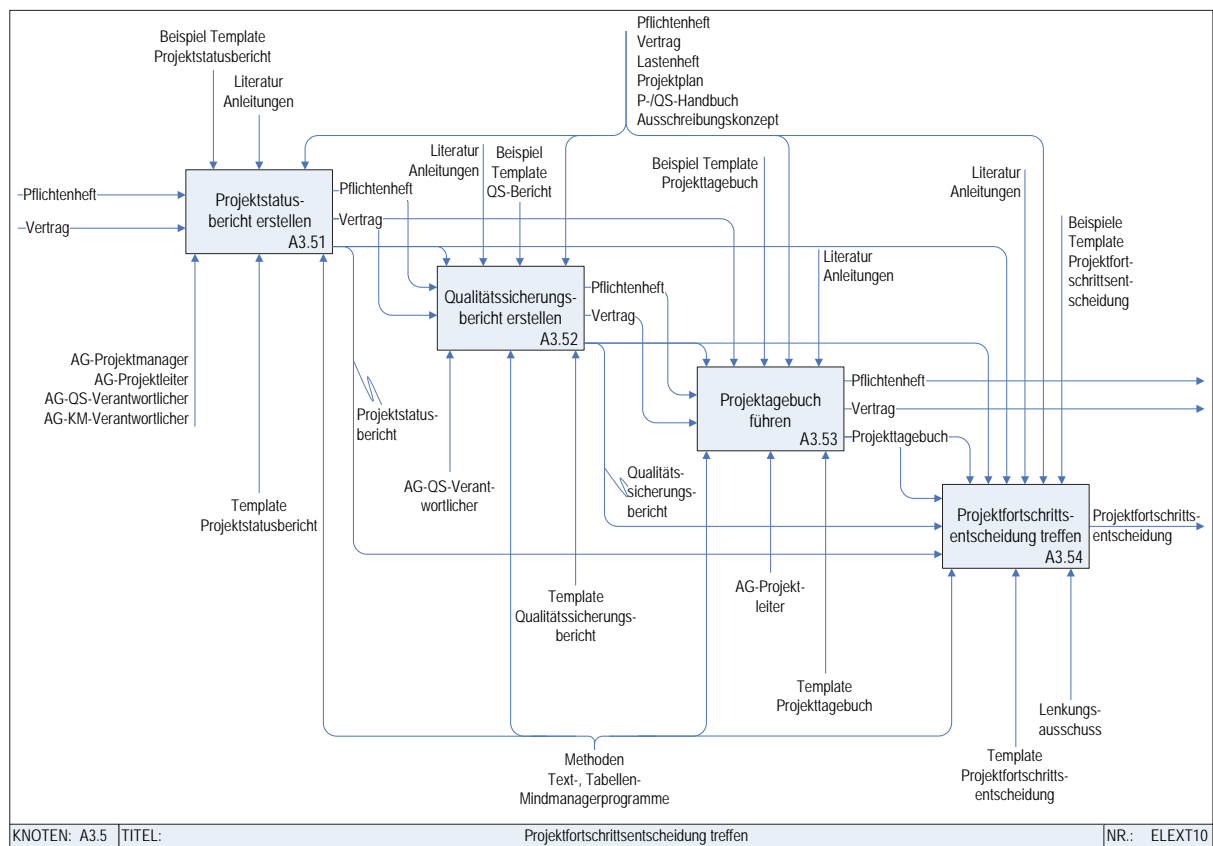 Pflichtenheft
Vertrag
Lastenheft
Projektplan
P-/QS-Handbuch
Ausschreibungskonzept
Beispiel Template
Projektstatusbericht
Literatur
Anleitungen
Pflichtenheft
Vertrag
Projektstatus-
bericht erstellen
A3.51
Pflichtenheft
Vertrag
Literatur
Anleitungen
Beispiel
Template
QS-Bericht
Beispiel Template
Projekttagebuch
Literatur
Anleitungen
Beispiele
Template
Projektfort-
schrittsent-
scheidung
Literatur
Anleitungen
Qualitätssicherungs-
bericht erstellen
A3.52
Pflichtenheft
Vertrag
AG-Projektmanager
AG-Projektleiter
AG-QS-Verantwortlicher
AG-KM-Verantwortlicher
Projektstatus-
bericht
Projektagebuch
führen
A3.53
Pflichtenheft
Vertrag
Projekttagebuch
AG-QS-Verant-
wortlicher
Qualitäts-
sicherungs-
bericht
Template
Projektstatusbericht
Projektfortschritts-
entscheidung treffen
A3.54
Projektfortschritts-
entscheidung
Template
Qualitätssicherungs-
bericht
AG-Projekt-
leiter
Template
Projekttagebuch
Lenkungs-
ausschuss
Template
Projektfortschritts-
entscheidung
Methoden
Text-, Tabellen-
Mindmanagerprogramme
KNOTEN: A3.5 TITEL: Projektfortschrittsentscheidung treffen NR.: ELEXT10